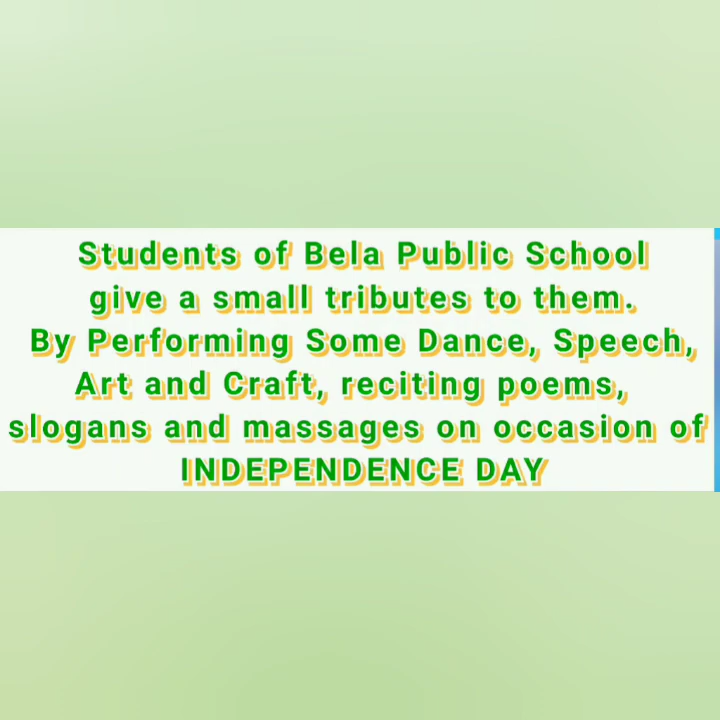 Students of Bela Public School
give a small tributes to them.
By Performing Some Dance, Speech,
Art and Craft, reciting poems,
slogans and massages on occasion of
INDEPENDENCE DAY